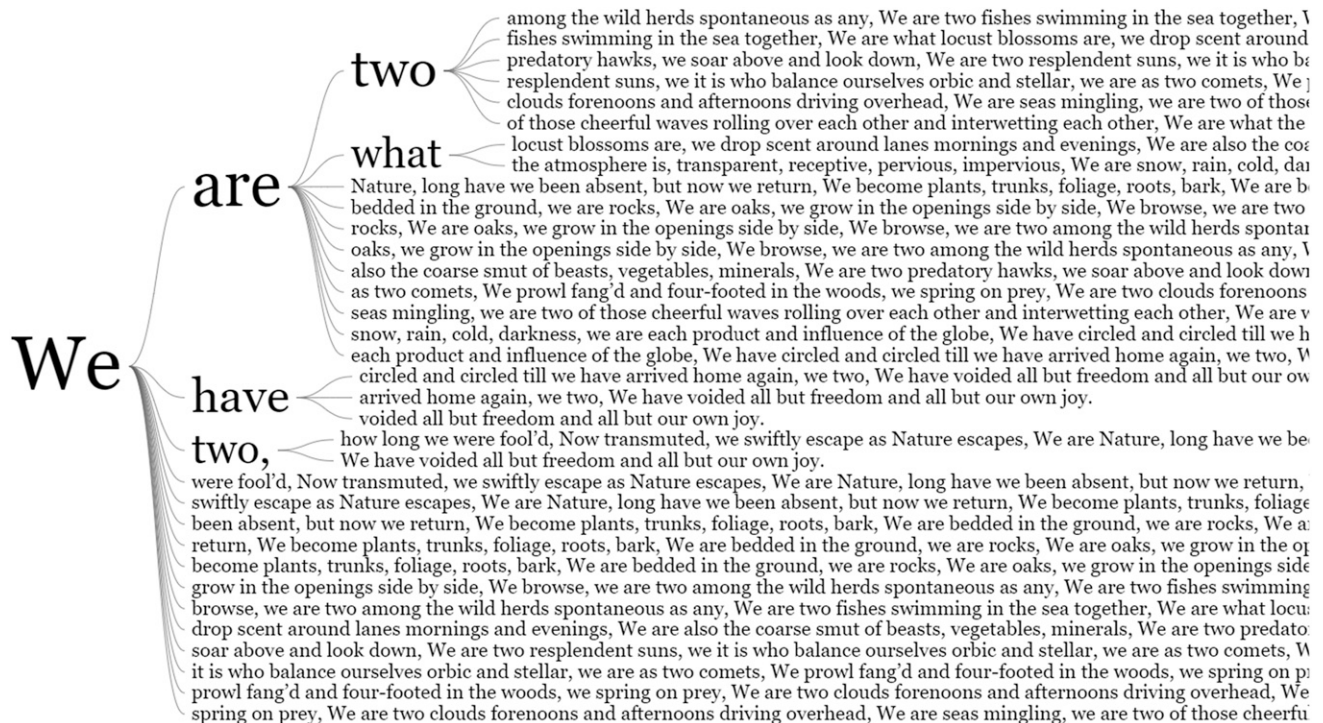 among the wild herds spontaneous as any, We are two fishes swimming in the sea together,
fishes swimming in the sea together, We are what locust blossoms are, we drop scent around
two
predatory hawks, we soar above and look down, We are two resplendent suns, we it is who
resplendent suns, we it is who balance ourselves orbic and stellar, we are as two comets, We
clouds forenoons and afternoons driving overhead, We are seas mingling, we are two of those
of those cheerful waves rolling over each other and interwetting each other, We are what the
what
locust blossoms are, we drop scent around lanes mornings and evenings, We are also the
the atmosphere is, transparent, receptive, pervious, impervious, We are snow, rain, cold,
are
Nature, long have we been absent, but now we return, We become plants, trunks, foliage, roots, bark, We are
bedded in the ground, we are rocks, We are oaks, we grow in the openings side by side, We browse, we are two
rocks, We are oaks, we grow in the openings side by side, We browse, we are two among the wild herds
oaks, we grow in the openings side by side, We browse, we are two among the wild herds spontaneous as any,
also the coarse smut of beasts, vegetables, minerals, We are two predatory hawks, we soar above and look
as two comets, We prowl fang’d and four-footed in the woods, we spring on prey, We are two clouds forenoons
seas mingling, we are two of those cheerful waves rolling over each other and interwetting each other, We are
snow, rain, cold, darkness, we are each product and influence of the globe, We have circled and circled till we
each product and influence of the globe, We have circled and circled till we have arrived home again, we two,
We
have
circled and circled till we have arrived home again, we two, We have voided all but freedom and all but our
arrived home again, we two, We have voided all but freedom and all but our own joy.
voided all but freedom and all but our own joy.
two,
how long we were fool’d, Now transmuted, we swiftly escape as Nature escapes, We are Nature, long have we
We have voided all but freedom and all but our own joy.
were fool’d, Now transmuted, we swiftly escape as Nature escapes, We are Nature, long have we been absent, but now we return,
swiftly escape as Nature escapes, We are Nature, long have we been absent, but now we return, We become plants, trunks, foliage
been absent, but now we return, We become plants, trunks, foliage, roots, bark, We are bedded in the ground, we are rocks, We
return, We become plants, trunks, foliage, roots, bark, We are bedded in the ground, we are rocks, We are oaks, we grow in the
become plants, trunks, foliage, roots, bark, We are bedded in the ground, we are rocks, We are oaks, we grow in the openings side
grow in the openings side by side, We browse, we are two among the wild herds spontaneous as any, We are two fishes swimming
browse, we are two among the wild herds spontaneous as any, We are two fishes swimming in the sea together, We are what
drop scent around lanes mornings and evenings, We are also the coarse smut of beasts, vegetables, minerals, We are two
soar above and look down, We are two resplendent suns, we it is who balance ourselves orbic and stellar, we are as two comets,
it is who balance ourselves orbic and stellar, we are as two comets, We prowl fang’d and four-footed in the woods, we spring on
prowl fang’d and four-footed in the woods, we spring on prey, We are two clouds forenoons and afternoons driving overhead, We
spring on prey, We are two clouds forenoons and afternoons driving overhead, We are seas mingling, we are two of those